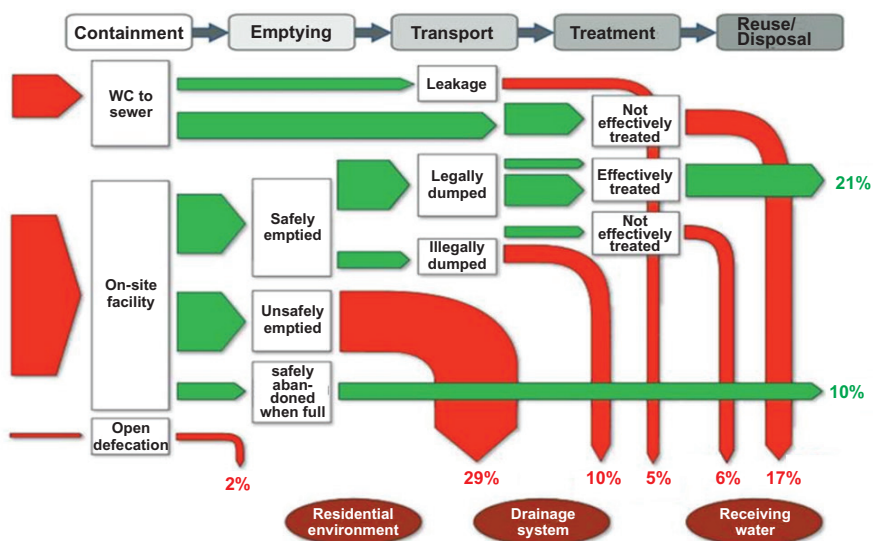 Containment
Emptying
Transport
Treatment
Reuse/
Disposal
WC to
sewer
Leakage
Not
effectively
treated
On-site
facility
Safely
emptied
Legally
dumped
Effectively
treated
21%
Illegally
dumped
Not
effectively
treated
Unsafely
emptied
safely
aban-
doned
when full
10%
Open
defecation
2%
29%
10%
5%
6%
17%
Residential
environment
Drainage
system
Receiving
water